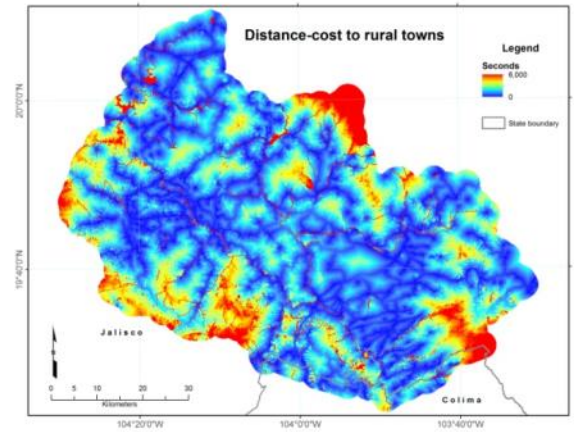 Distance-cost to rural towns
Legend
Seconds
6,000
0
State boundary
20°0'0"N
19°40'0"N
Jalisco
Colima
N
0 5 10 20 30
Kilometers
104°20'0"W 104°0'0"W 103°40'0"W